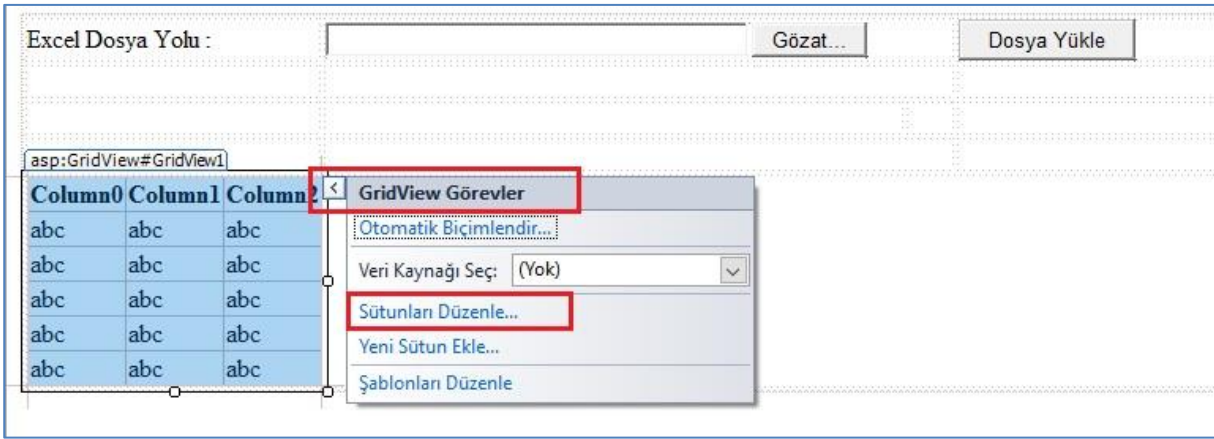 Excel Dosya Yolu :
Gözat...
Dosya Yükle
asp:GridView#GridView1
Column0 Column1 Column2
< GridView Görevler
abc abc abc
Otomatik Biçimlendir...
abc abc abc
Veri Kaynağı Seç: (Yok)
abc abc abc
Sütunları Düzenle...
abc abc abc
Yeni Sütun Ekle...
abc abc abc
Şablonları Düzenle